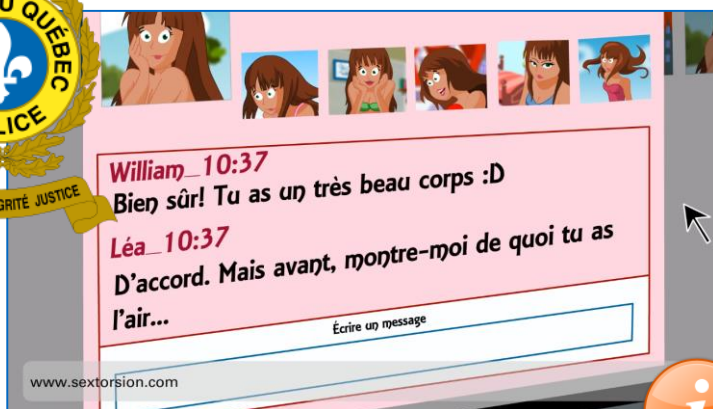 U QUÉBEC
LICE
GRITÉ JUSTICE
William_10:37
Bien sûr! Tu as un très beau corps :D
Léa_10:37
D'accord. Mais avant, montre-moi de quoi tu as
l'air...
Écrire un message
www.sextorsion.com
i